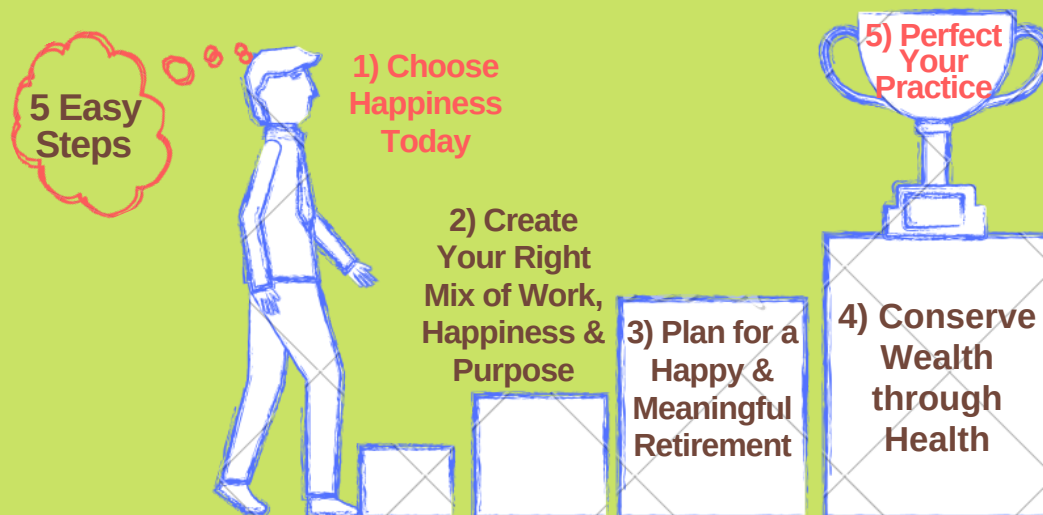 5 Easy
Steps
1) Choose
Happiness
Today
2) Create
Your Right
Mix of Work,
Happiness &
Purpose
3) Plan for a
Happy &
Meaningful
Retirement
4) Conserve
Wealth
through
Health
5) Perfect
Your
Practice